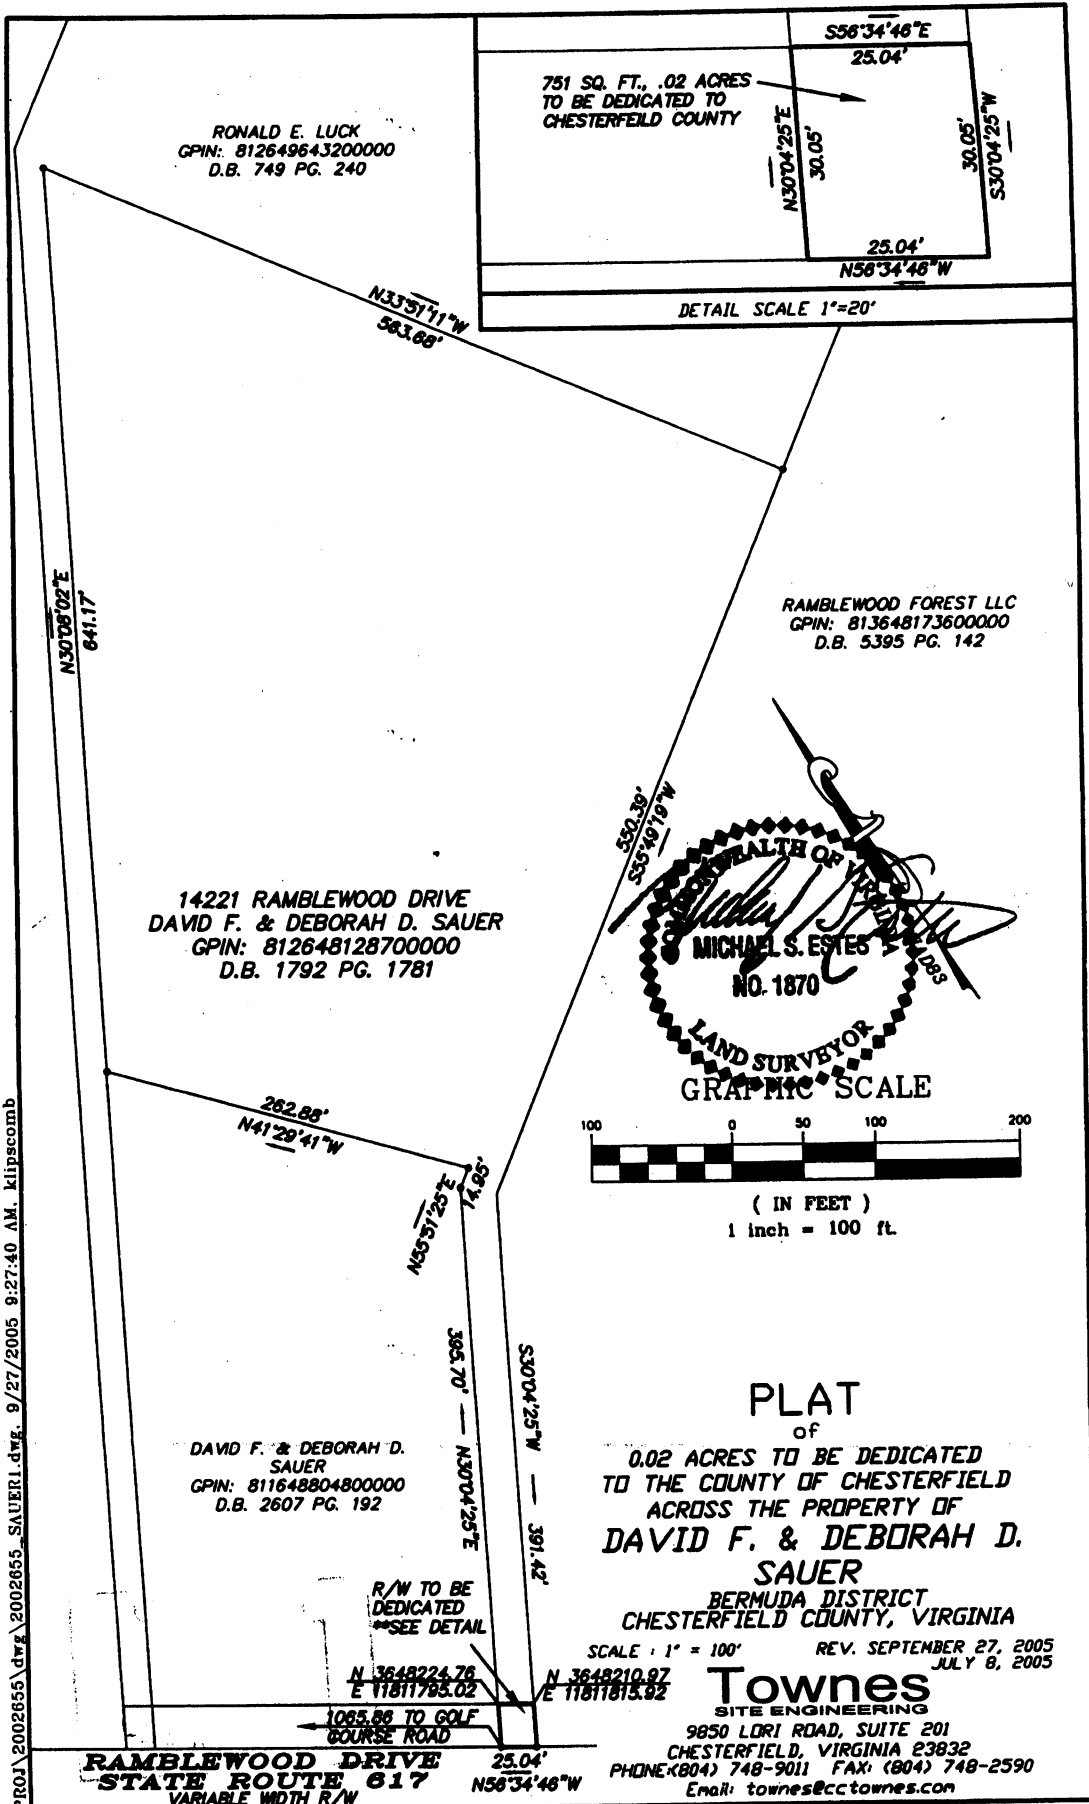 S56°34'46"E
25.04'
751 SQ. FT., .02 ACRES
TO BE DEDICATED TO
CHESTERFEILD COUNTY
N30°04'25"E
30.05'
30.05'
S30°04'25"W
25.04'
N56°34'46"W
DETAIL SCALE 1"=20'
RONALD E. LUCK
GPIN: 812649643200000
D.B. 749 PG. 240
N33°51'11"W
563.68'
N30°08'02"E
641.17'
RAMBLEWOOD FOREST LLC
GPIN: 813648173600000
D.B. 5395 PG. 142
550.39'
S55°49'19"W
14221 RAMBLEWOOD DRIVE
DAVID F. & DEBORAH D. SAUER
GPIN: 812648128700000
D.B. 1792 PG. 1781
COMMONWEALTH OF VIRGINIA
MICHAEL S. ESTES
NO. 1870
LAND SURVEYOR
D83
GRAPHIC SCALE
100 0 50 100 200
( IN FEET )
1 inch = 100 ft.
262.88'
N41°29'41"W
N55°51'25"E
14.95'
395.70' N30°04'25"E
S30°04'25"W 391.42'
DAVID F. & DEBORAH D.
SAUER
GPIN: 811648804800000
D.B. 2607 PG. 192
R/W TO BE
DEDICATED
**SEE DETAIL
N 3648224.76
E 11811795.02
N 3648210.97
E 11811815.92
1065.86 TO GOLF
COURSE ROAD
25.04'
N56°34'46"W
RAMBLEWOOD DRIVE
STATE ROUTE 617
VARIABLE WIDTH R/W
PLAT
of
0.02 ACRES TO BE DEDICATED
TO THE COUNTY OF CHESTERFIELD
ACROSS THE PROPERTY OF
DAVID F. & DEBORAH D.
SAUER
BERMUDA DISTRICT
CHESTERFIELD COUNTY, VIRGINIA
SCALE : 1" = 100' REV. SEPTEMBER 27, 2005
JULY 8, 2005
Townes
SITE ENGINEERING
9850 LORI ROAD, SUITE 201
CHESTERFIELD, VIRGINIA 23832
PHONE:(804) 748-9011 FAX: (804) 748-2590
Email: townes@cctownes.com
PROJ\2002655\dwg\2002655_SAUER1.dwg, 9/27/2005 9:27:40 AM, klipscomb